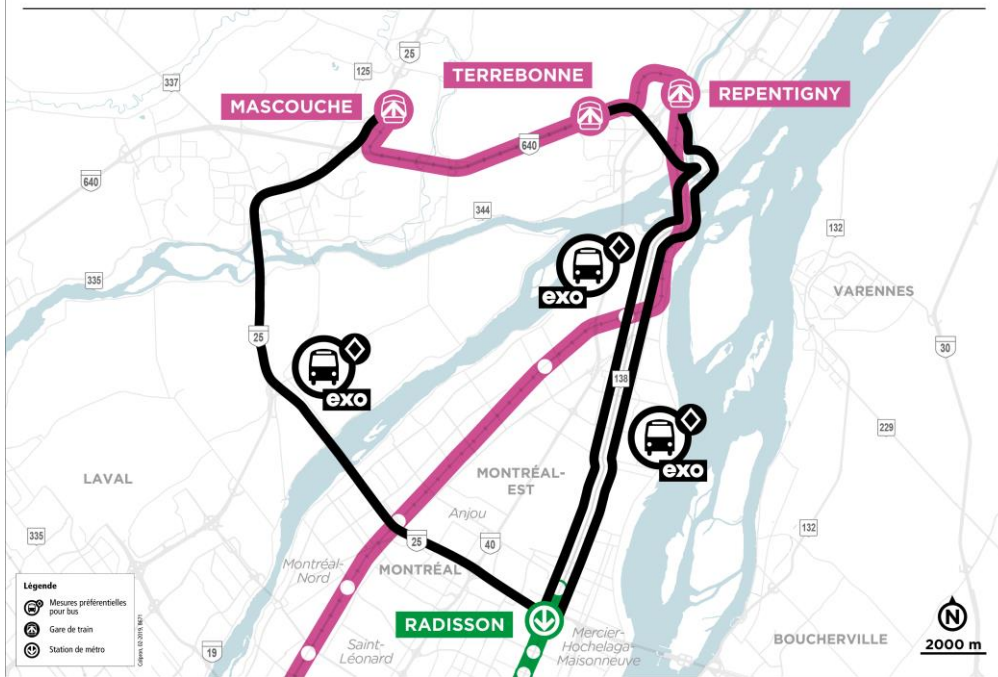 25
337
125
TERREBONNE
MASCOUCHE
REPENTIGNY
640
640
344
132
335
exo
VARENNES
25
30
138
exo
exo
229
LAVAL
MONTRÉAL-
EST
Anjou
335
25
40
132
Montréal-
Nord
MONTRÉAL
Légende
Mesures préférentielles
pour bus
Gare de train
Station de métro
RADISSON
Mercier-
Hochelaga-
Maisonneuve
Saint-
Léonard
BOUCHERVILLE
19
N
2000 m